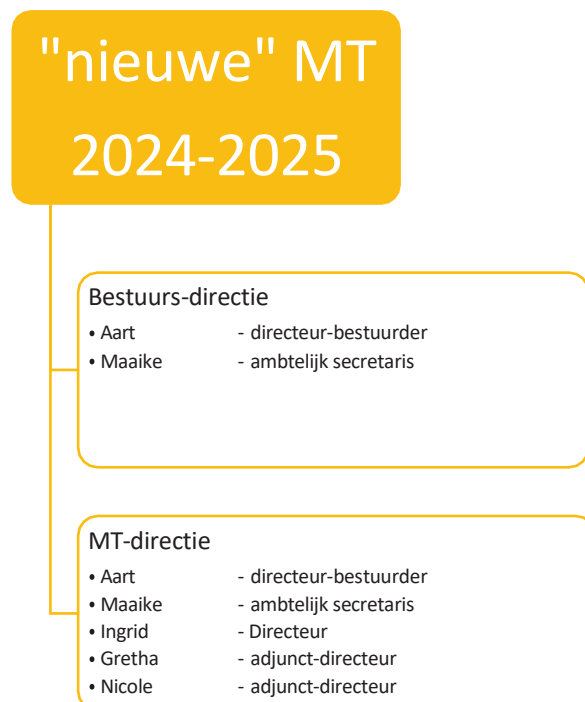 "nieuwe" MT
2024-2025
Bestuurs-directie
• Aart - directeur-bestuurder
• Maaike - ambtelijk secretaris
MT-directie
• Aart - directeur-bestuurder
• Maaike - ambtelijk secretaris
• Ingrid - Directeur
• Gretha - adjunct-directeur
• Nicole - adjunct-directeur